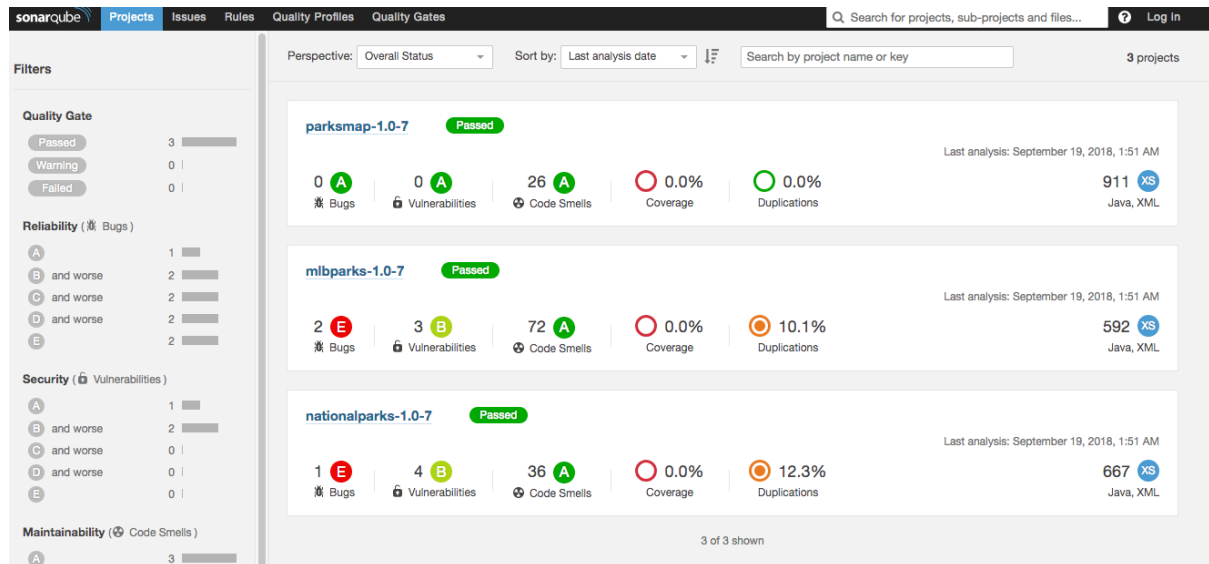 sonarqube Projects Issues Rules Quality Profiles Quality Gates Search for projects, sub-projects and files... ? Log In
Filters
Quality Gate
Passed 3
Warning 0
Failed 0
Reliability ( Bugs )
A 1
B and worse 2
C and worse 2
D and worse 2
E 2
Security ( Vulnerabilities )
A 1
B and worse 2
C and worse 0
D and worse 0
E 0
Maintainability ( Code Smells )
A 3
Perspective: Overall Status Sort by: Last analysis date Search by project name or key 3 projects
parksmap-1.0-7 Passed
Last analysis: September 19, 2018, 1:51 AM
0 A 0 A 26 A 0.0% 0.0% 911 XS
Bugs Vulnerabilities Code Smells Coverage Duplications Java, XML
mlbparks-1.0-7 Passed
Last analysis: September 19, 2018, 1:51 AM
2 E 3 B 72 A 0.0% 10.1% 592 XS
Bugs Vulnerabilities Code Smells Coverage Duplications Java, XML
nationalparks-1.0-7 Passed
Last analysis: September 19, 2018, 1:51 AM
1 E 4 B 36 A 0.0% 12.3% 667 XS
Bugs Vulnerabilities Code Smells Coverage Duplications Java, XML
3 of 3 shown